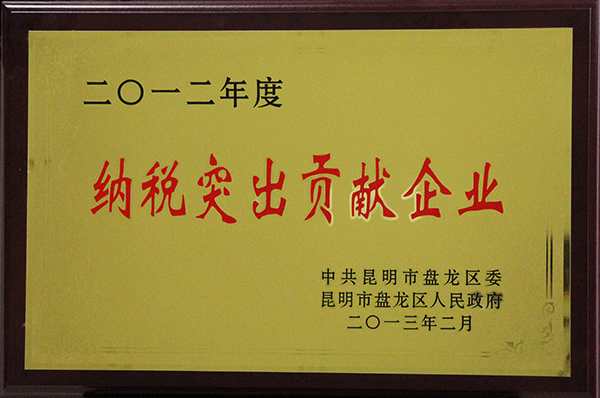 二〇一二年度
纳税突出贡献企业
中共昆明市盘龙区委
昆明市盘龙区人民政府
二〇一三年二月